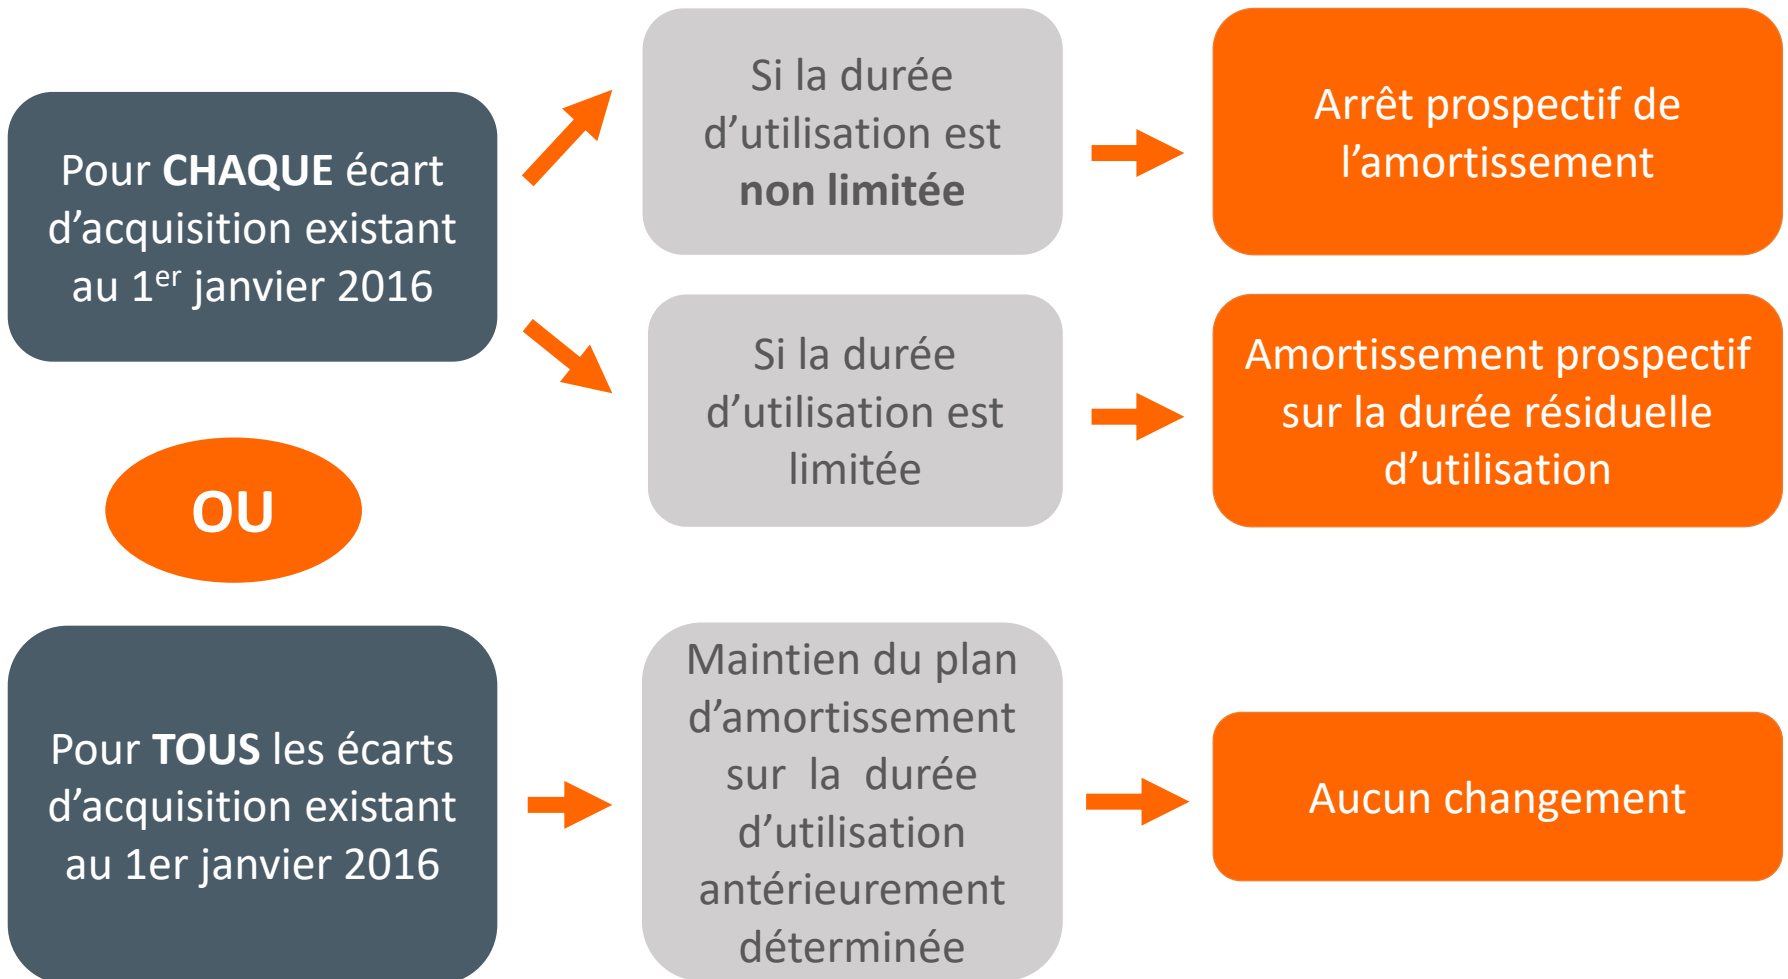 Pour CHAQUE écart
d’acquisition existant
au 1er janvier 2016
Si la durée
d’utilisation est
non limitée
Arrêt prospectif de
l’amortissement
Si la durée
d’utilisation est
limitée
Amortissement prospectif
sur la durée résiduelle
d’utilisation
OU
Pour TOUS les écarts
d’acquisition existant
au 1er janvier 2016
Maintien du plan
d’amortissement
sur la durée
d’utilisation
antérieurement
déterminée
Aucun changement